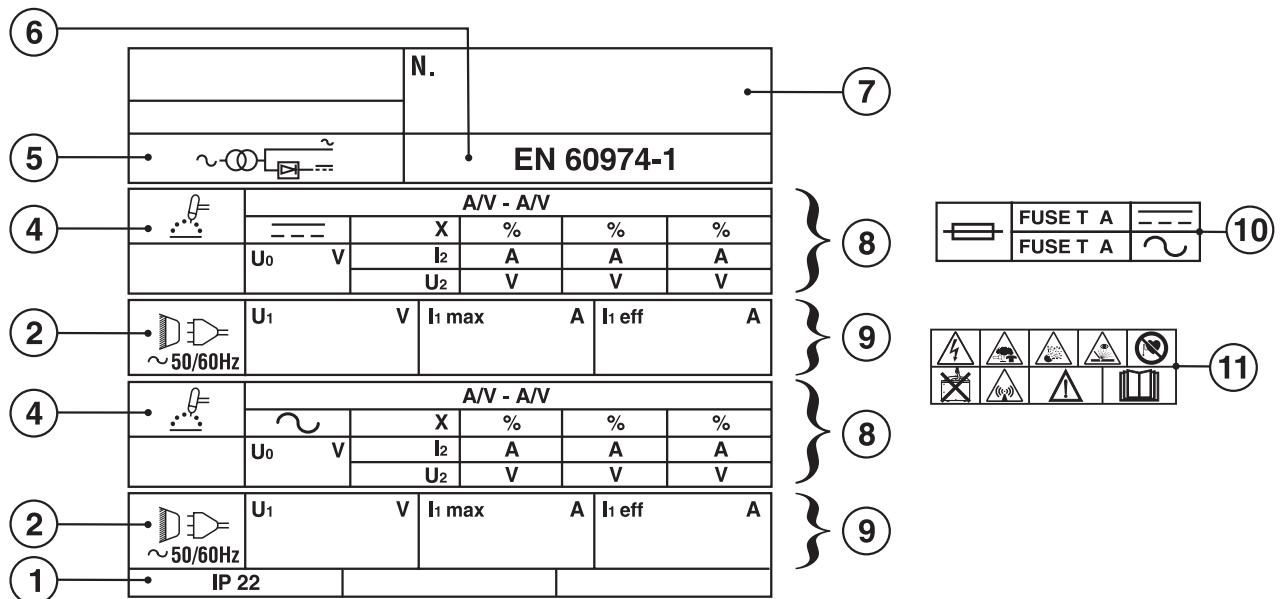 6
N.
7
5
EN 60974-1
4
A/V - A/V
X % % %
U0 V I2 A A A
U2 V V V
8
FUSE T A
FUSE T A
10
2
~ 50/60Hz
U1 V I1 max A I1 eff A
9
11
4
A/V - A/V
X % % %
U0 V I2 A A A
U2 V V V
8
2
~ 50/60Hz
U1 V I1 max A I1 eff A
9
1
IP 22